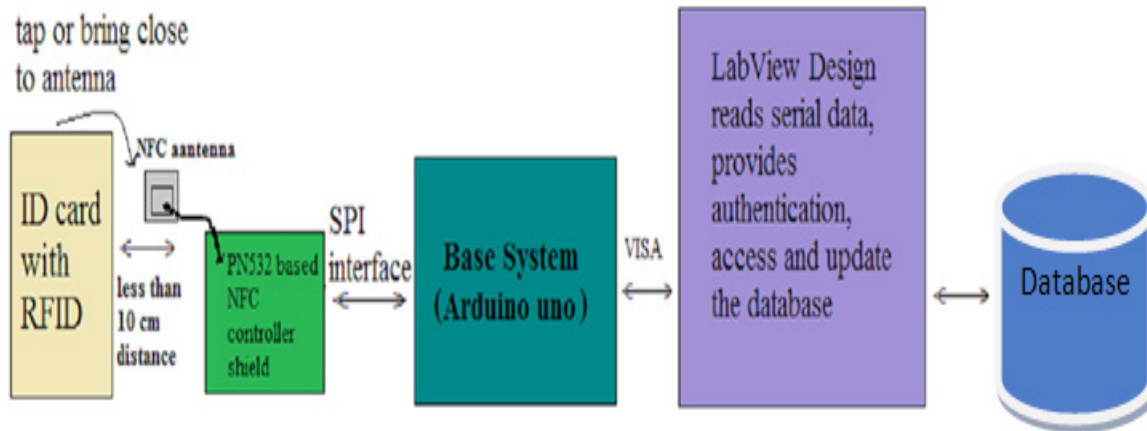 tap or bring close
to antenna
NFC aantenna
ID card
with
RFID
less than
10 cm
distance
PN532 based
NFC
controller
shield
SPI
interface
Base System
(Arduino uno)
VISA
LabView Design
reads serial data,
provides
authentication,
access and update
the database
Database